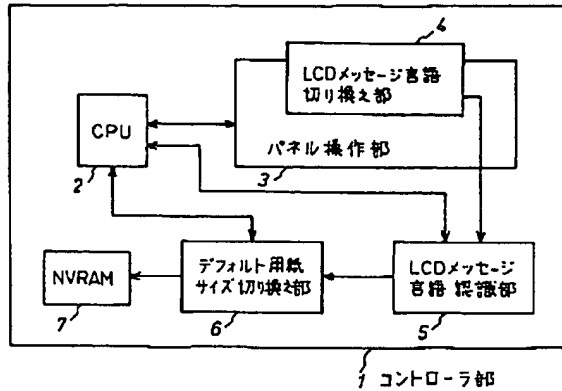 4
LCDメッセージ言語
切り換え部
CPU
2
パネル操作部
3
NVRAM
7
デフォルト用紙
サイズ切り換え部
6
LCDメッセージ
言語認識部
5
1 コントローラ部